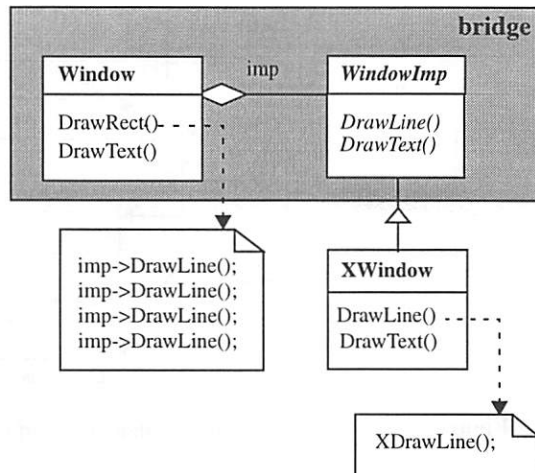 bridge
Window
imp
WindowImp
DrawRect()
DrawText()
DrawLine()
DrawText()
imp->DrawLine();
imp->DrawLine();
imp->DrawLine();
imp->DrawLine();
XWindow
DrawLine()
DrawText()
XDrawLine();